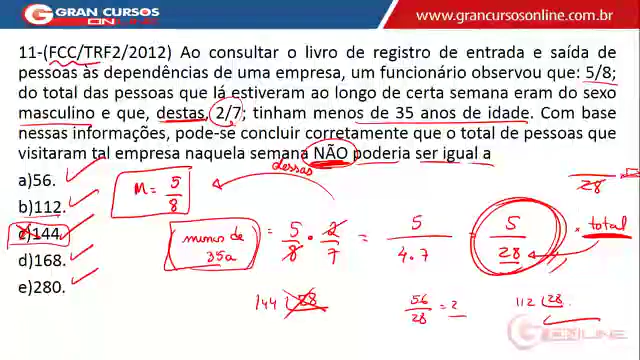 GRAN CURSOS
ONLINE
www.grancursosonline.com.br
11-(FCC/TRF2/2012) Ao consultar o livro de registro de entrada e saída de
pessoas às dependências de uma empresa, um funcionário observou que: 5/8;
do total das pessoas que lá estiveram ao longo de certa semana eram do sexo
masculino e que, destas, 2/7; tinham menos de 35 anos de idade. Com base
nessas informações, pode-se concluir corretamente que o total de pessoas que
visitaram tal empresa naquela semana NÃO poderia ser igual a
dessas
a)56.
b)112.
c)144.
d)168.
e)280.
M = 5/8
28
menos de
35a
= 5/8 · 2/7 = 5/4.7 = 5/28 * total
144 28
56/28 = 2
112 28